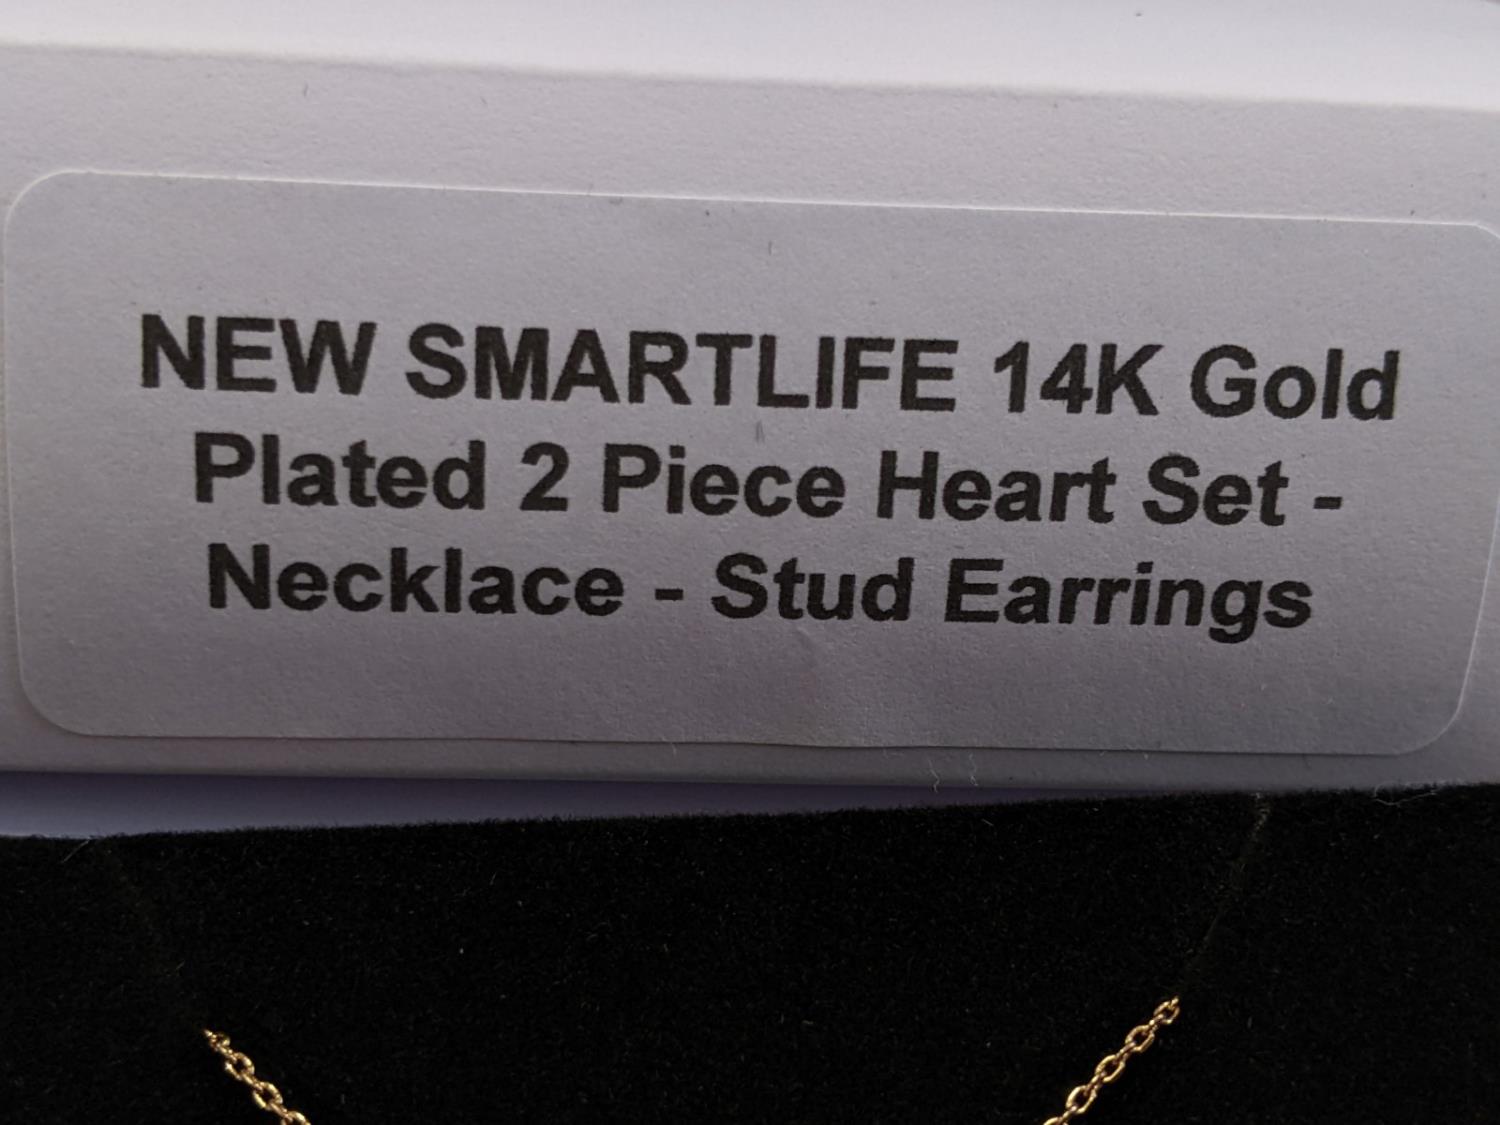 NEW SMARTLIFE 14K Gold
Plated 2 Piece Heart Set -
Necklace - Stud Earrings